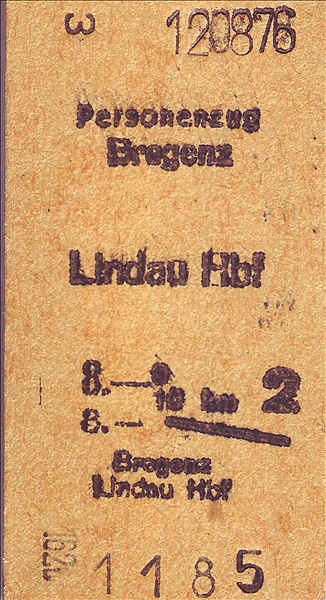 3 120876
Personenzug
Bregenz
Lindau Hbf
8.—
10 km 2
8.—
Bregenz
Lindau Hbf
1185